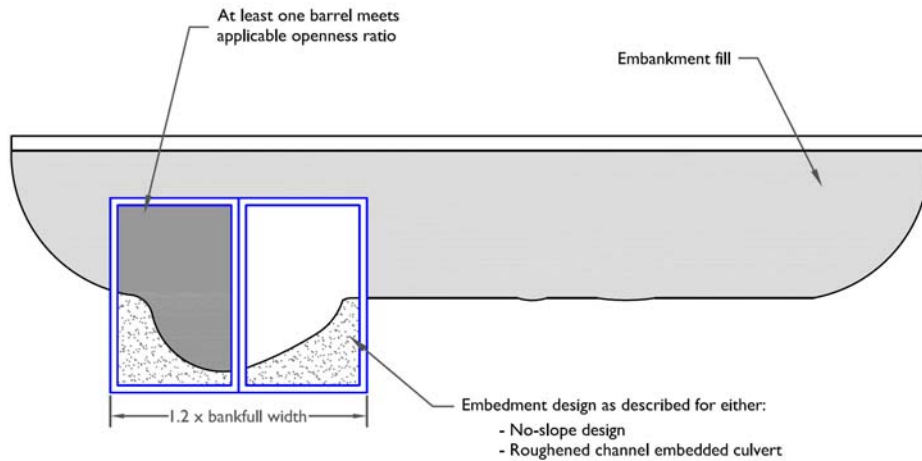 At least one barrel meets
applicable openness ratio
Embankment fill
1.2 x bankfull width
Embedment design as described for either:
- No-slope design
- Roughened channel embedded culvert